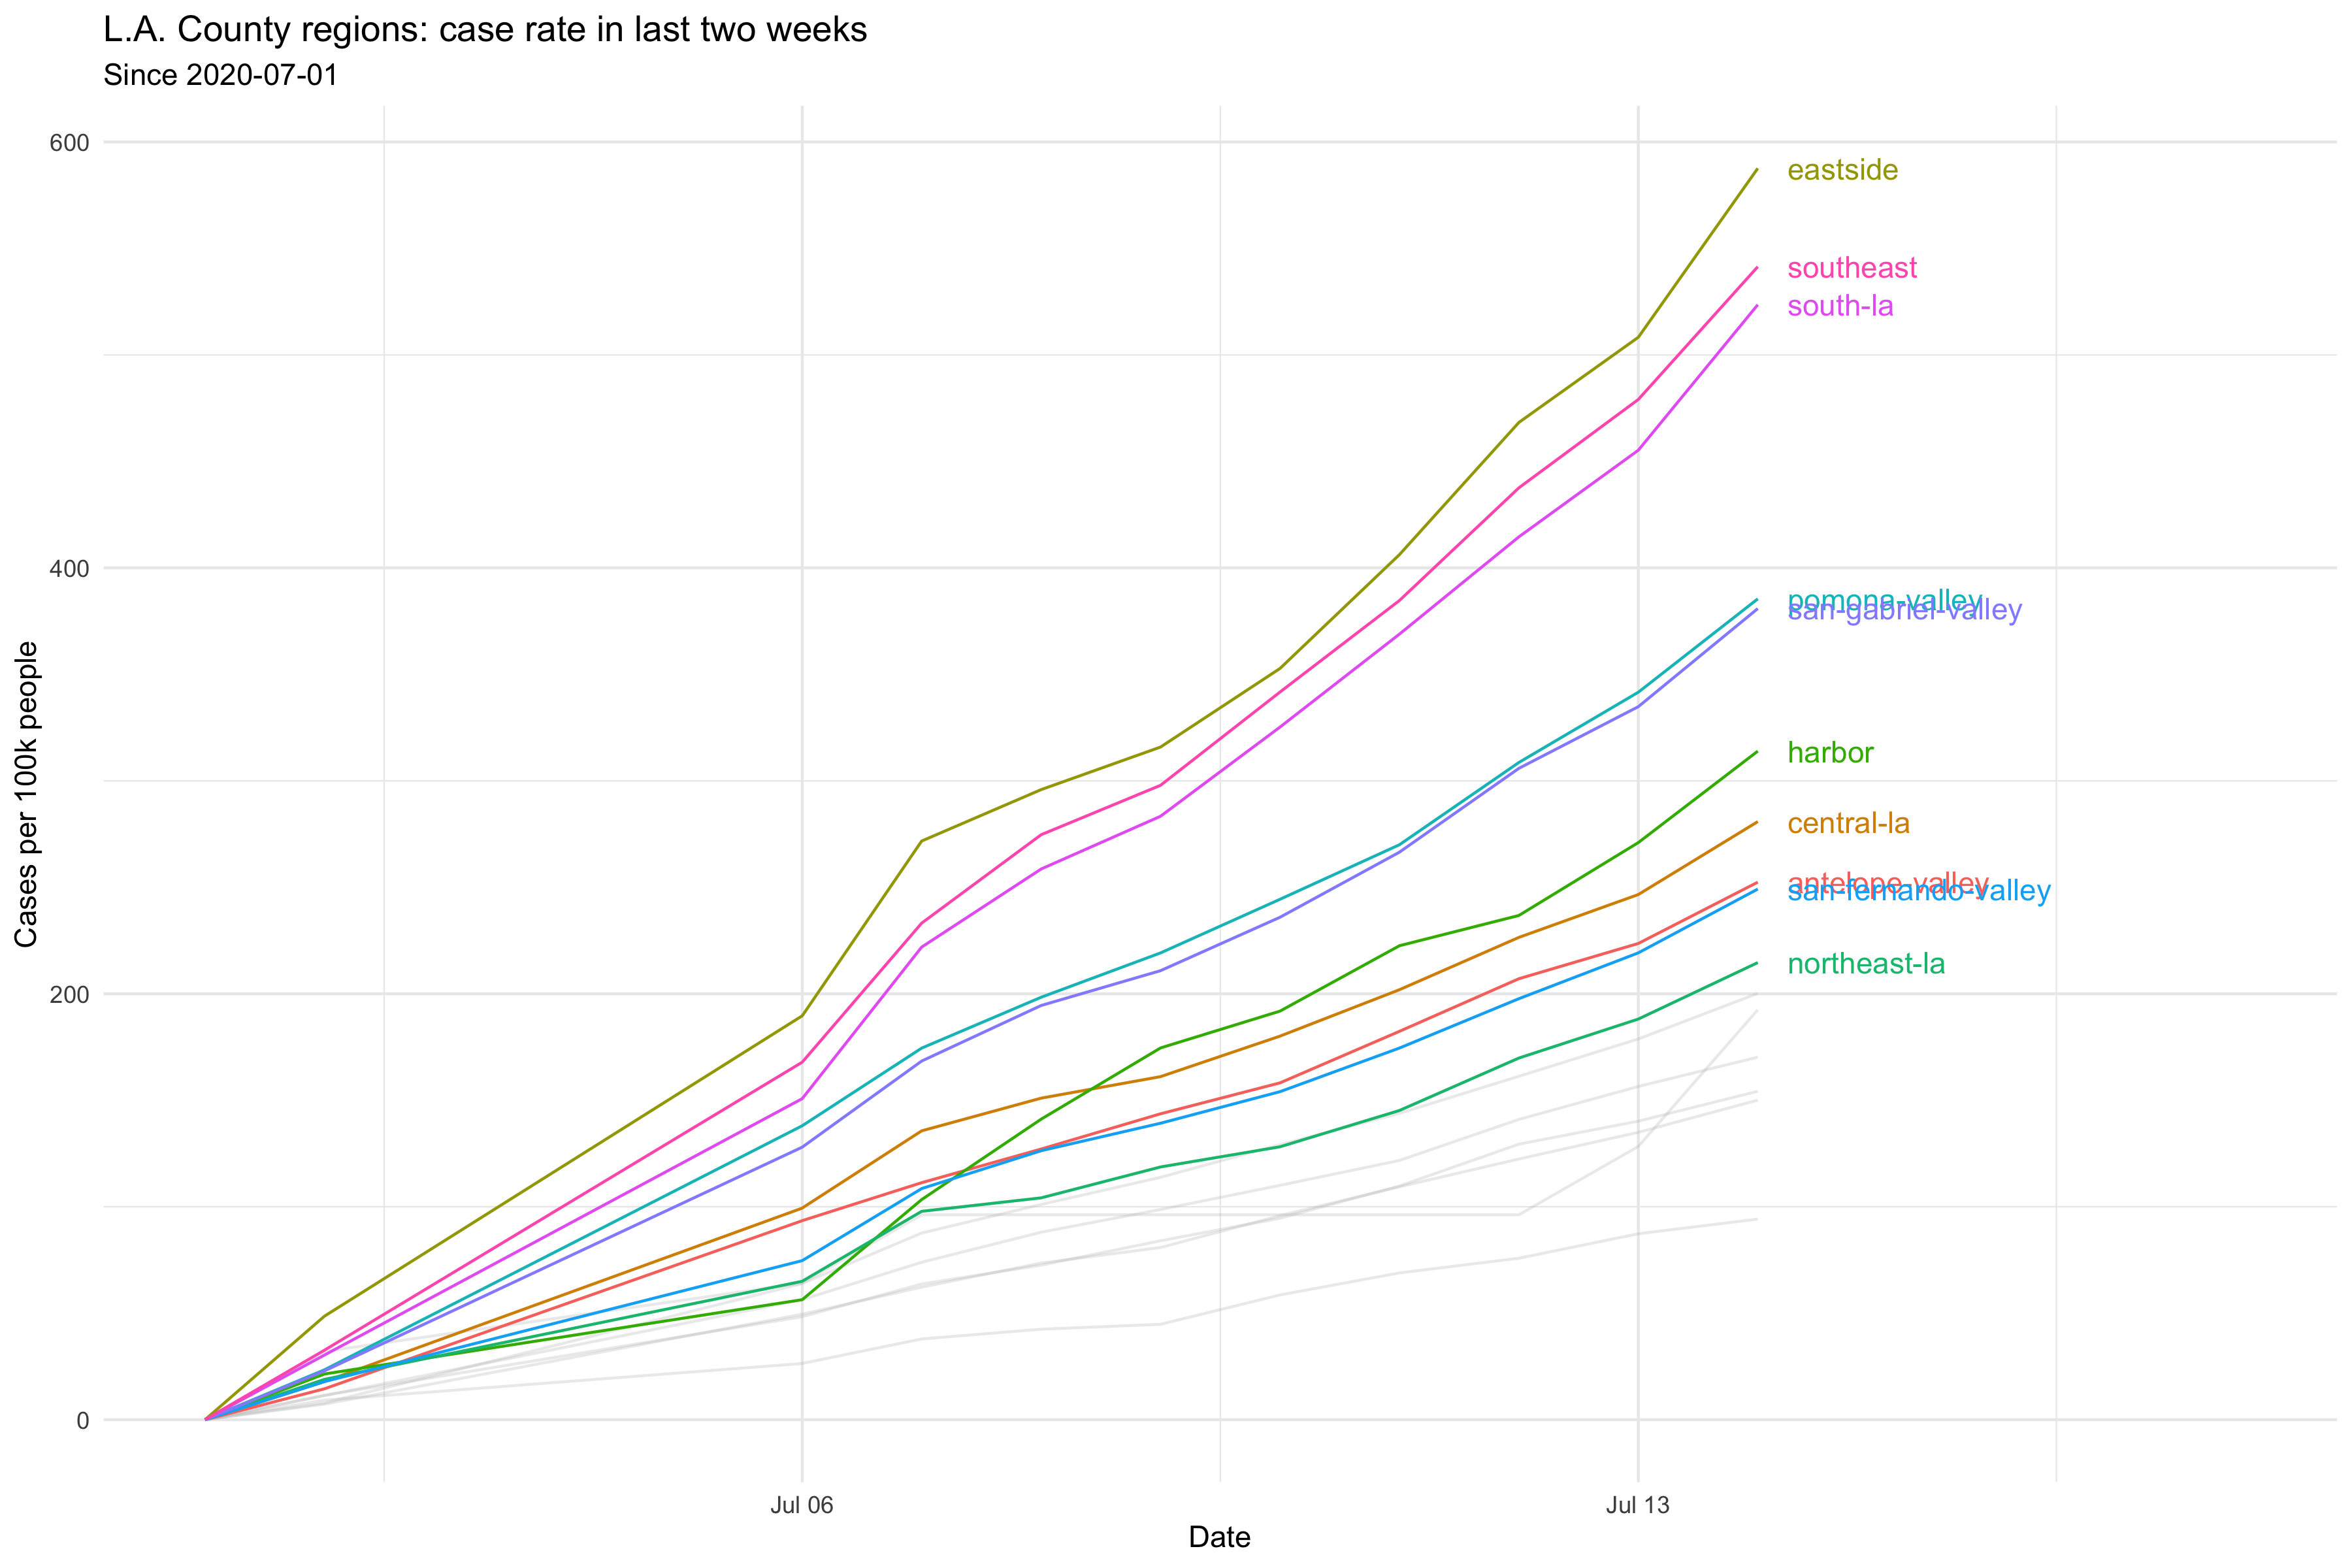 L.A. County regions: case rate in last two weeks
Since 2020-07-01
600
400
200
0
Cases per 100k people
eastside
southeast
south-la
pomona-valley
san-gabriel-valley
harbor
central-la
antelope-valley
san-fernando-valley
northeast-la
Jul 06
Jul 13
Date